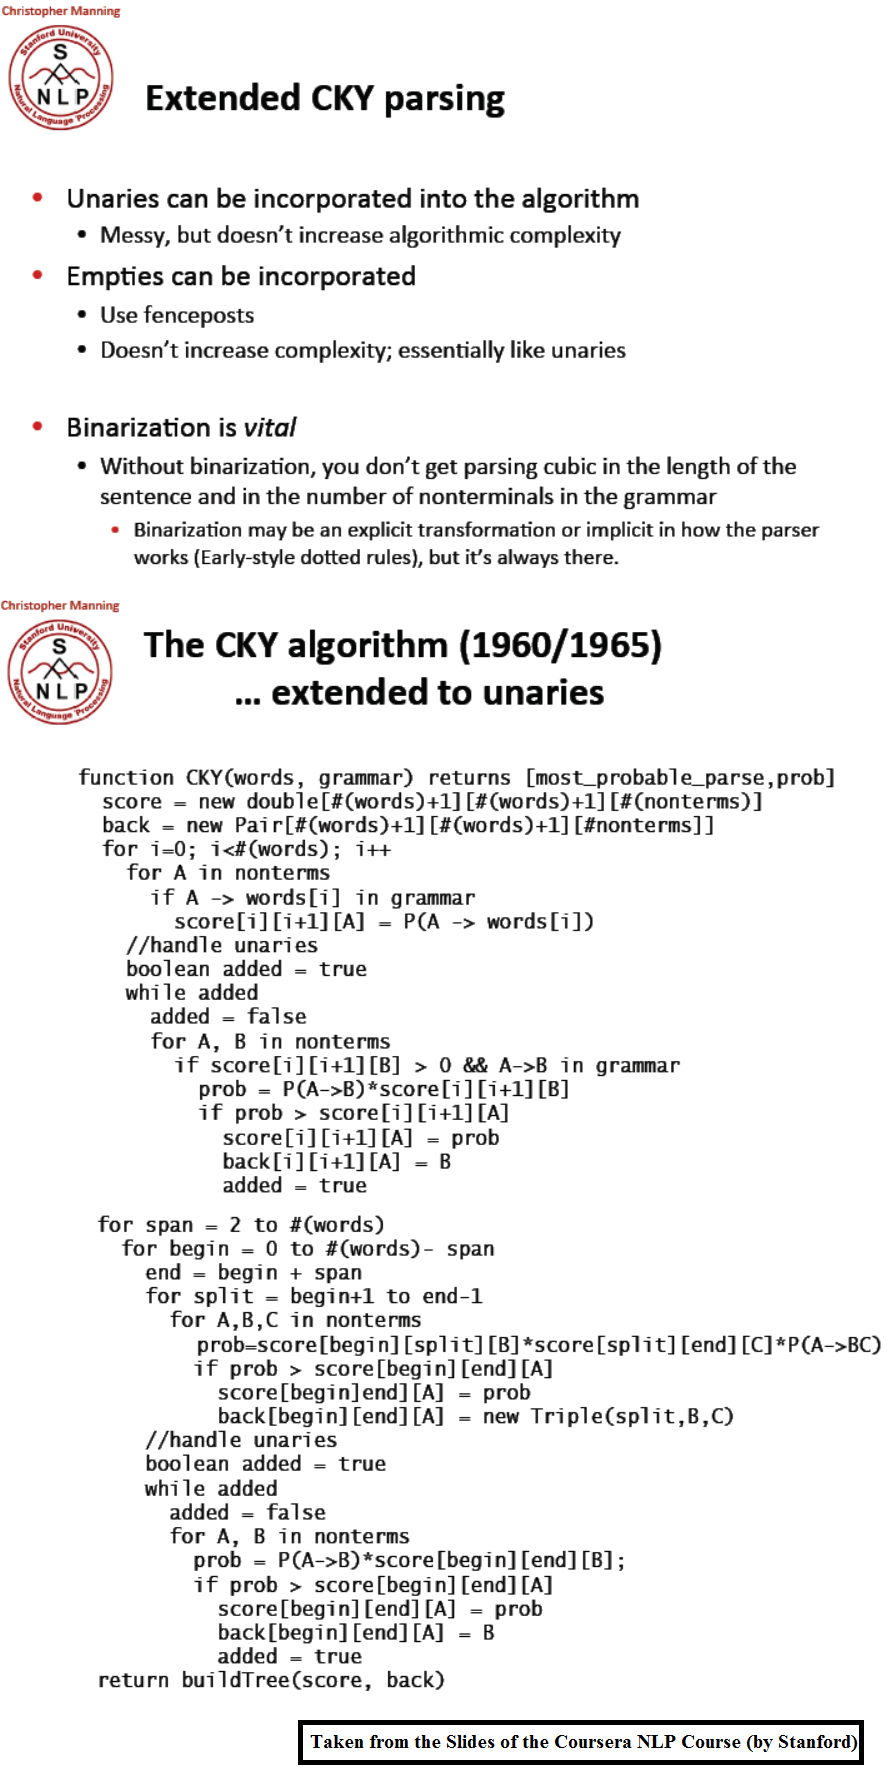 Christopher Manning
Stanford University
S
NLP
Natural Language Processing
Extended CKY parsing
• Unaries can be incorporated into the algorithm
• Messy, but doesn't increase algorithmic complexity
• Empties can be incorporated
• Use fenceposts
• Doesn't increase complexity; essentially like unaries
• Binarization is vital
• Without binarization, you don't get parsing cubic in the length of the
sentence and in the number of nonterminals in the grammar
• Binarization may be an explicit transformation or implicit in how the parser
works (Early-style dotted rules), but it's always there.
Christopher Manning
Stanford University
S
NLP
Natural Language Processing
The CKY algorithm (1960/1965)
... extended to unaries
function CKY(words, grammar) returns [most_probable_parse,prob]
score = new double[#(words)+1][#(words)+1][#(nonterms)]
back = new Pair[#(words)+1][#(words)+1][#nonterms]]
for i=0; i<#(words); i++
for A in nonterms
if A -> words[i] in grammar
score[i][i+1][A] = P(A -> words[i])
//handle unaries
boolean added = true
while added
added = false
for A, B in nonterms
if score[i][i+1][B] > 0 && A->B in grammar
prob = P(A->B)*score[i][i+1][B]
if prob > score[i][i+1][A]
score[i][i+1][A] = prob
back[i][i+1][A] = B
added = true
for span = 2 to #(words)
for begin = 0 to #(words)- span
end = begin + span
for split = begin+1 to end-1
for A,B,C in nonterms
prob=score[begin][split][B]*score[split][end][C]*P(A->BC)
if prob > score[begin][end][A]
score[begin]end][A] = prob
back[begin][end][A] = new Triple(split,B,C)
//handle unaries
boolean added = true
while added
added = false
for A, B in nonterms
prob = P(A->B)*score[begin][end][B];
if prob > score[begin][end][A]
score[begin][end][A] = prob
back[begin][end][A] = B
added = true
return buildTree(score, back)
Taken from the Slides of the Coursera NLP Course (by Stanford)